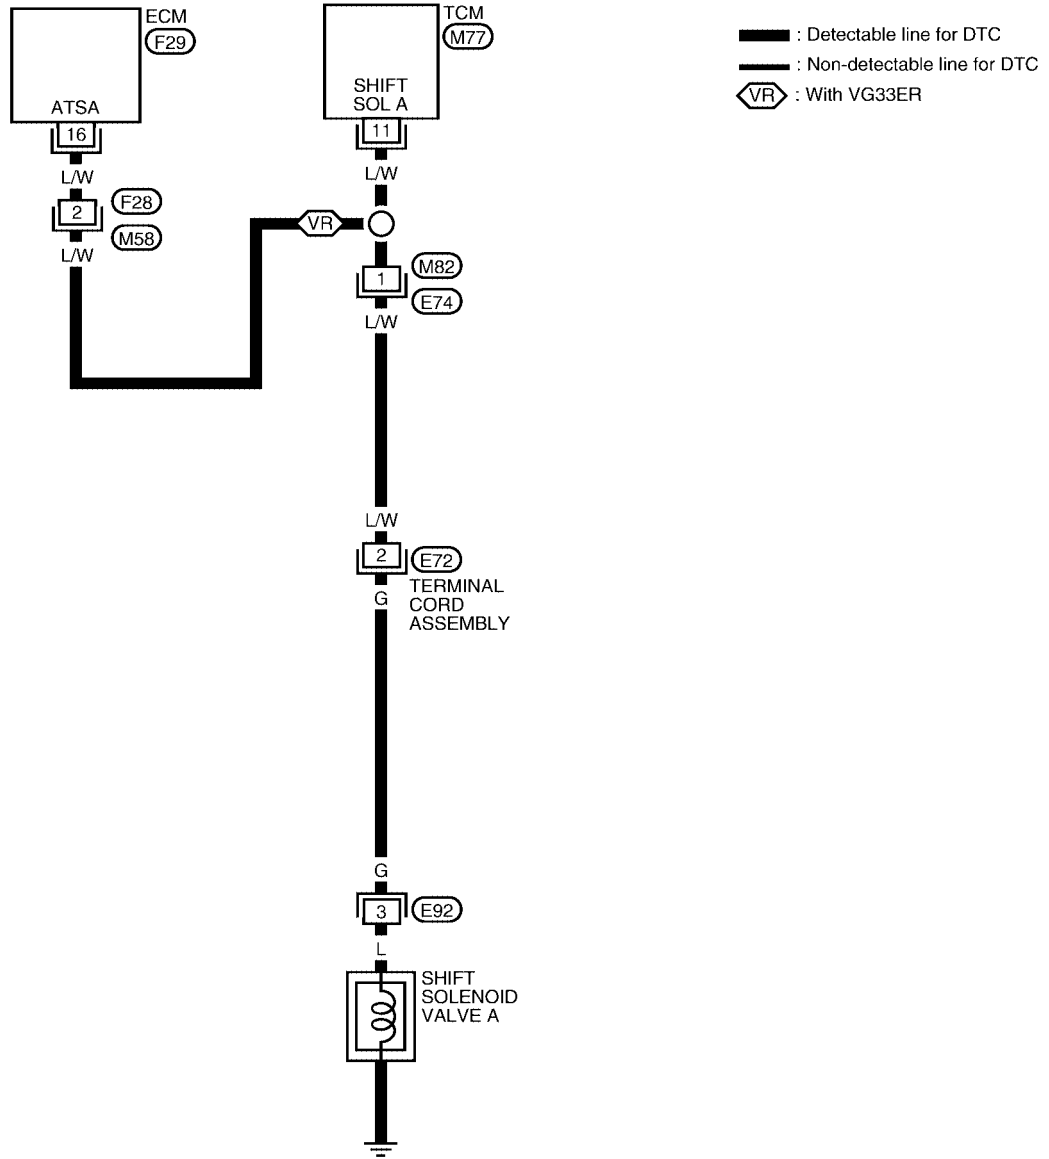 ECM
F29
ATSA
16
L/W
2
F28
M58
L/W
TCM
M77
SHIFT
SOL A
11
L/W
VR
1
M82
E74
L/W
L/W
2
E72
TERMINAL
CORD
ASSEMBLY
G
G
3
E92
L
SHIFT
SOLENOID
VALVE A
: Detectable line for DTC
: Non-detectable line for DTC
VR : With VG33ER